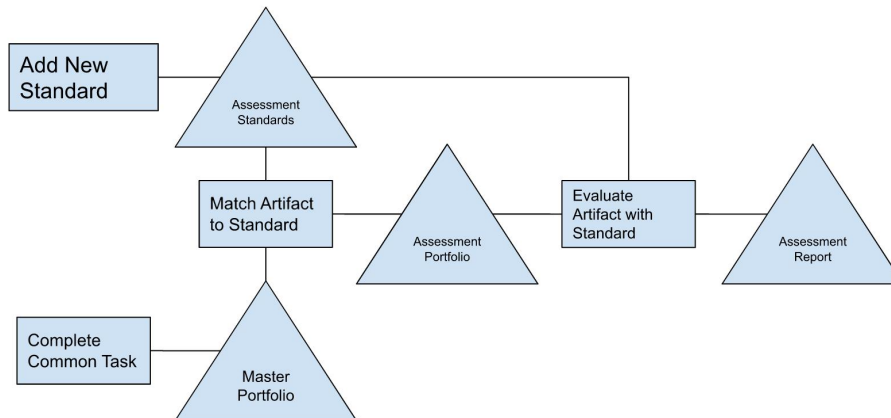 Add New
Standard
Assessment
Standards
Match Artifact
to Standard
Assessment
Portfolio
Evaluate
Artifact with
Standard
Assessment
Report
Complete
Common Task
Master
Portfolio